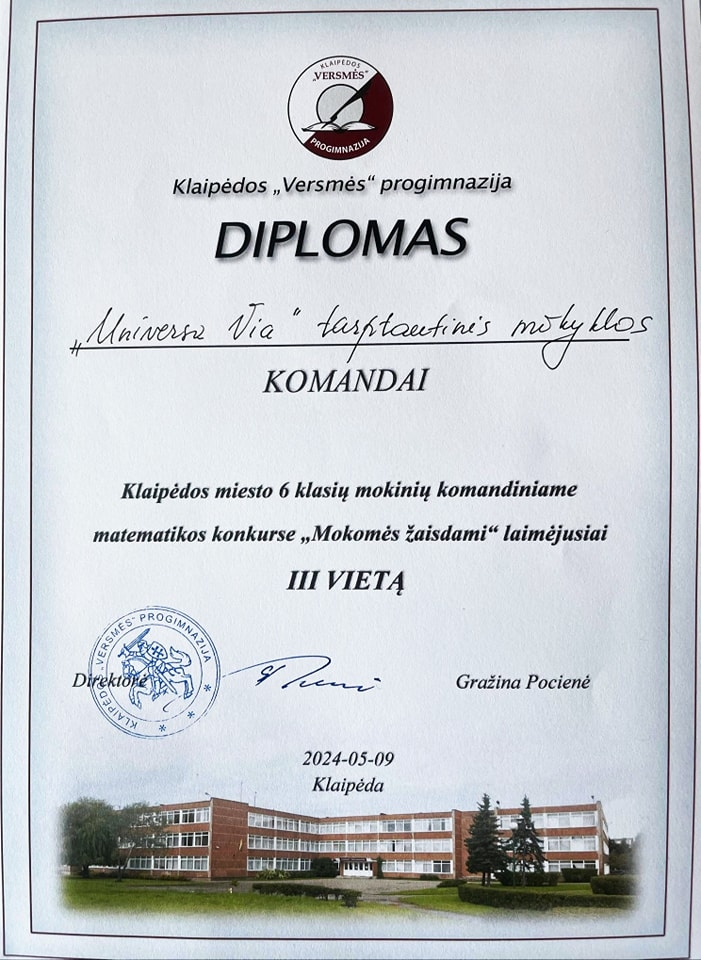 KLAIPĖDOS
„VERSMĖS“
PROGIMNAZIJA
Klaipėdos „Versmės“ progimnazija
DIPLOMAS
„Universa Via“ tarptautinės mokyklos
KOMANDAI
Klaipėdos miesto 6 klasių mokinių komandiniame
matematikos konkurse „Mokomės žaisdami“ laimėjusiai
III VIETĄ
KLAIPĖDOS „VERSMĖS“ PROGIMNAZIJA
Direktorė
Gražina Pocienė
2024-05-09
Klaipėda